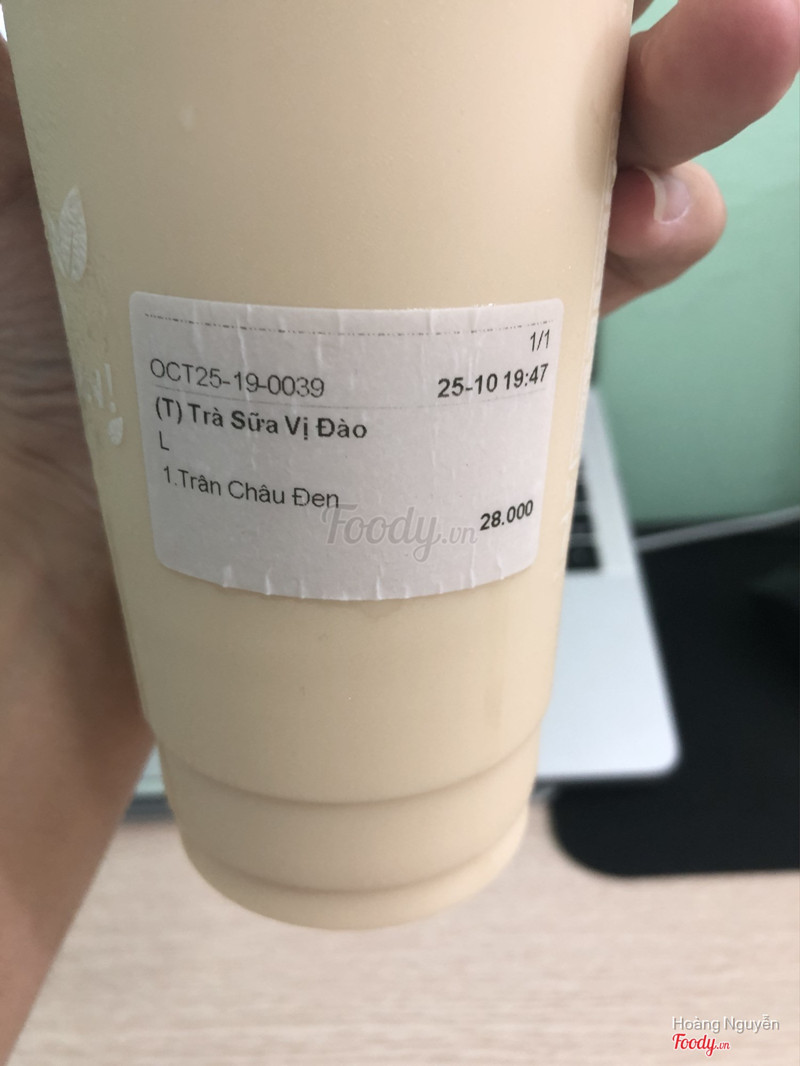 1/1
OCT25-19-0039 25-10 19:47
(T) Trà Sữa Vị Đào
L
1.Trân Châu Đen
28.000
Foody.vn
Hoàng Nguyễn
Foody.vn